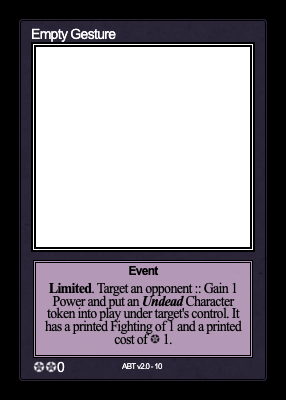 Empty Gesture
Event
Limited. Target an opponent :: Gain 1
Power and put an Undead Character
token into play under target's control. It
has a printed Fighting of 1 and a printed
cost of 1.
0
ABT v2.0 - 10